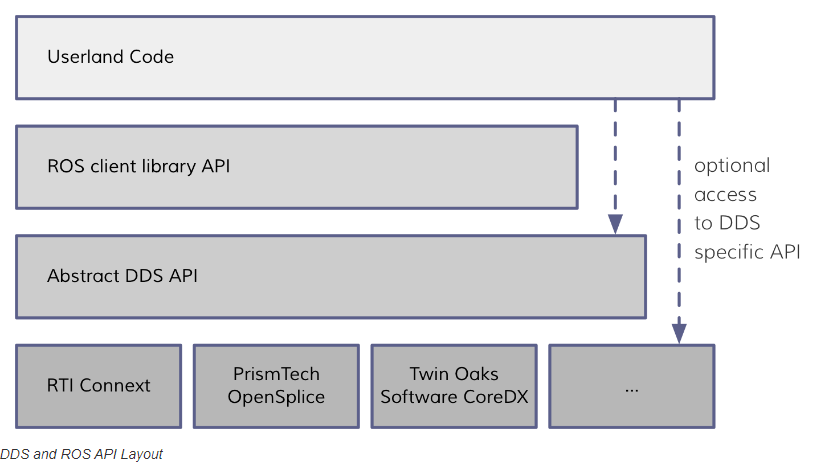 Userland Code
ROS client library API
optional
access
to DDS
specific API
Abstract DDS API
RTI Connext
PrismTech
OpenSplice
Twin Oaks
Software CoreDX
...
DDS and ROS API Layout